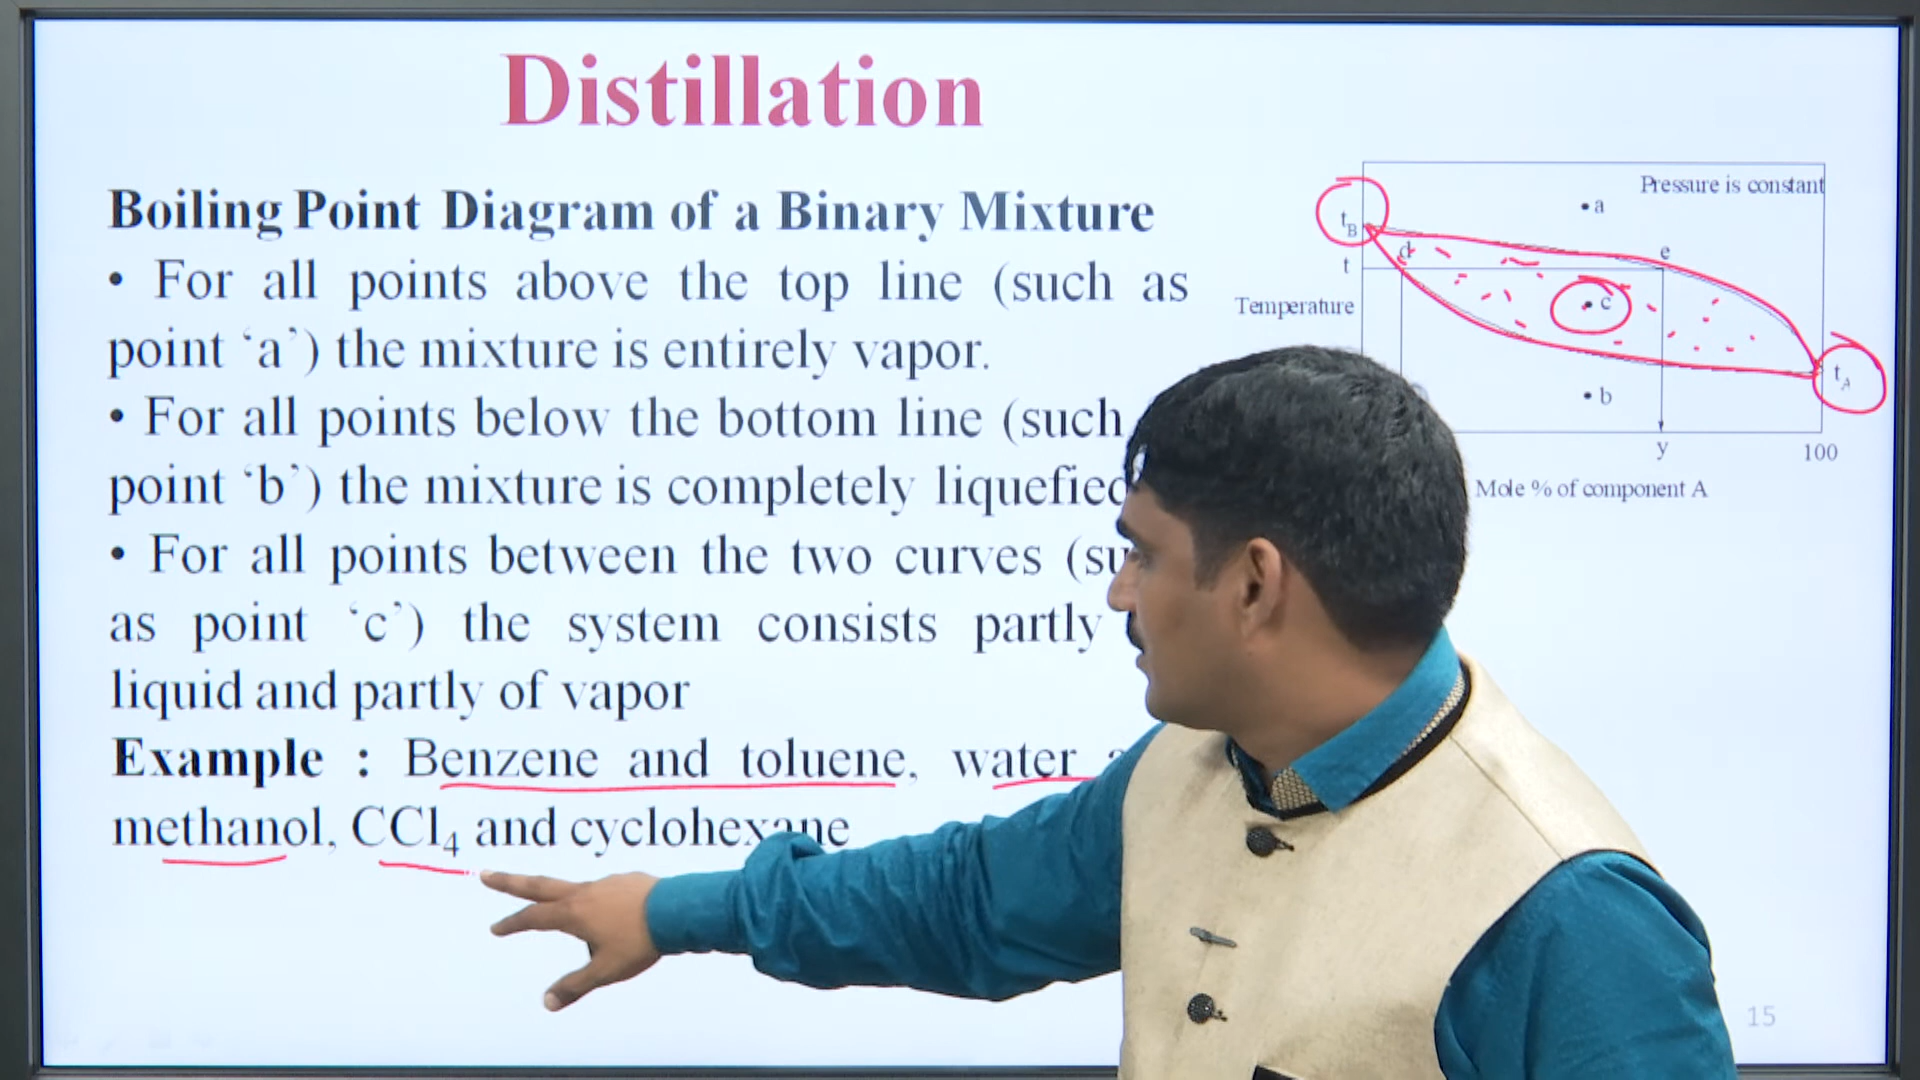 Distillation
Boiling Point Diagram of a Binary Mixture
• For all points above the top line (such as
point ‘a’) the mixture is entirely vapor.
• For all points below the bottom line (such
point ‘b’) the mixture is completely liquefied
• For all points between the two curves
as point ‘c’) the system consists partly
liquid and partly of vapor
Example : Benzene and toluene, water
methanol, CCl4 and cyclohexane
Pressure is constant
a
tB
d
e
t
c
Temperature
tA
b
y
100
Mole % of component A
15